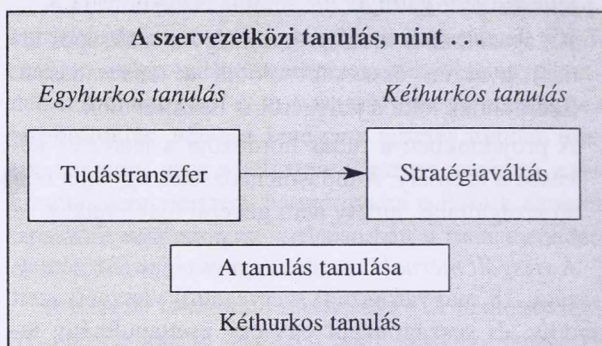 A szervezetközi tanulás, mint . . .
Egyhurkos tanulás
Kéthurkos tanulás
Tudástranszfer
Stratégiaváltás
A tanulás tanulása
Kéthurkos tanulás